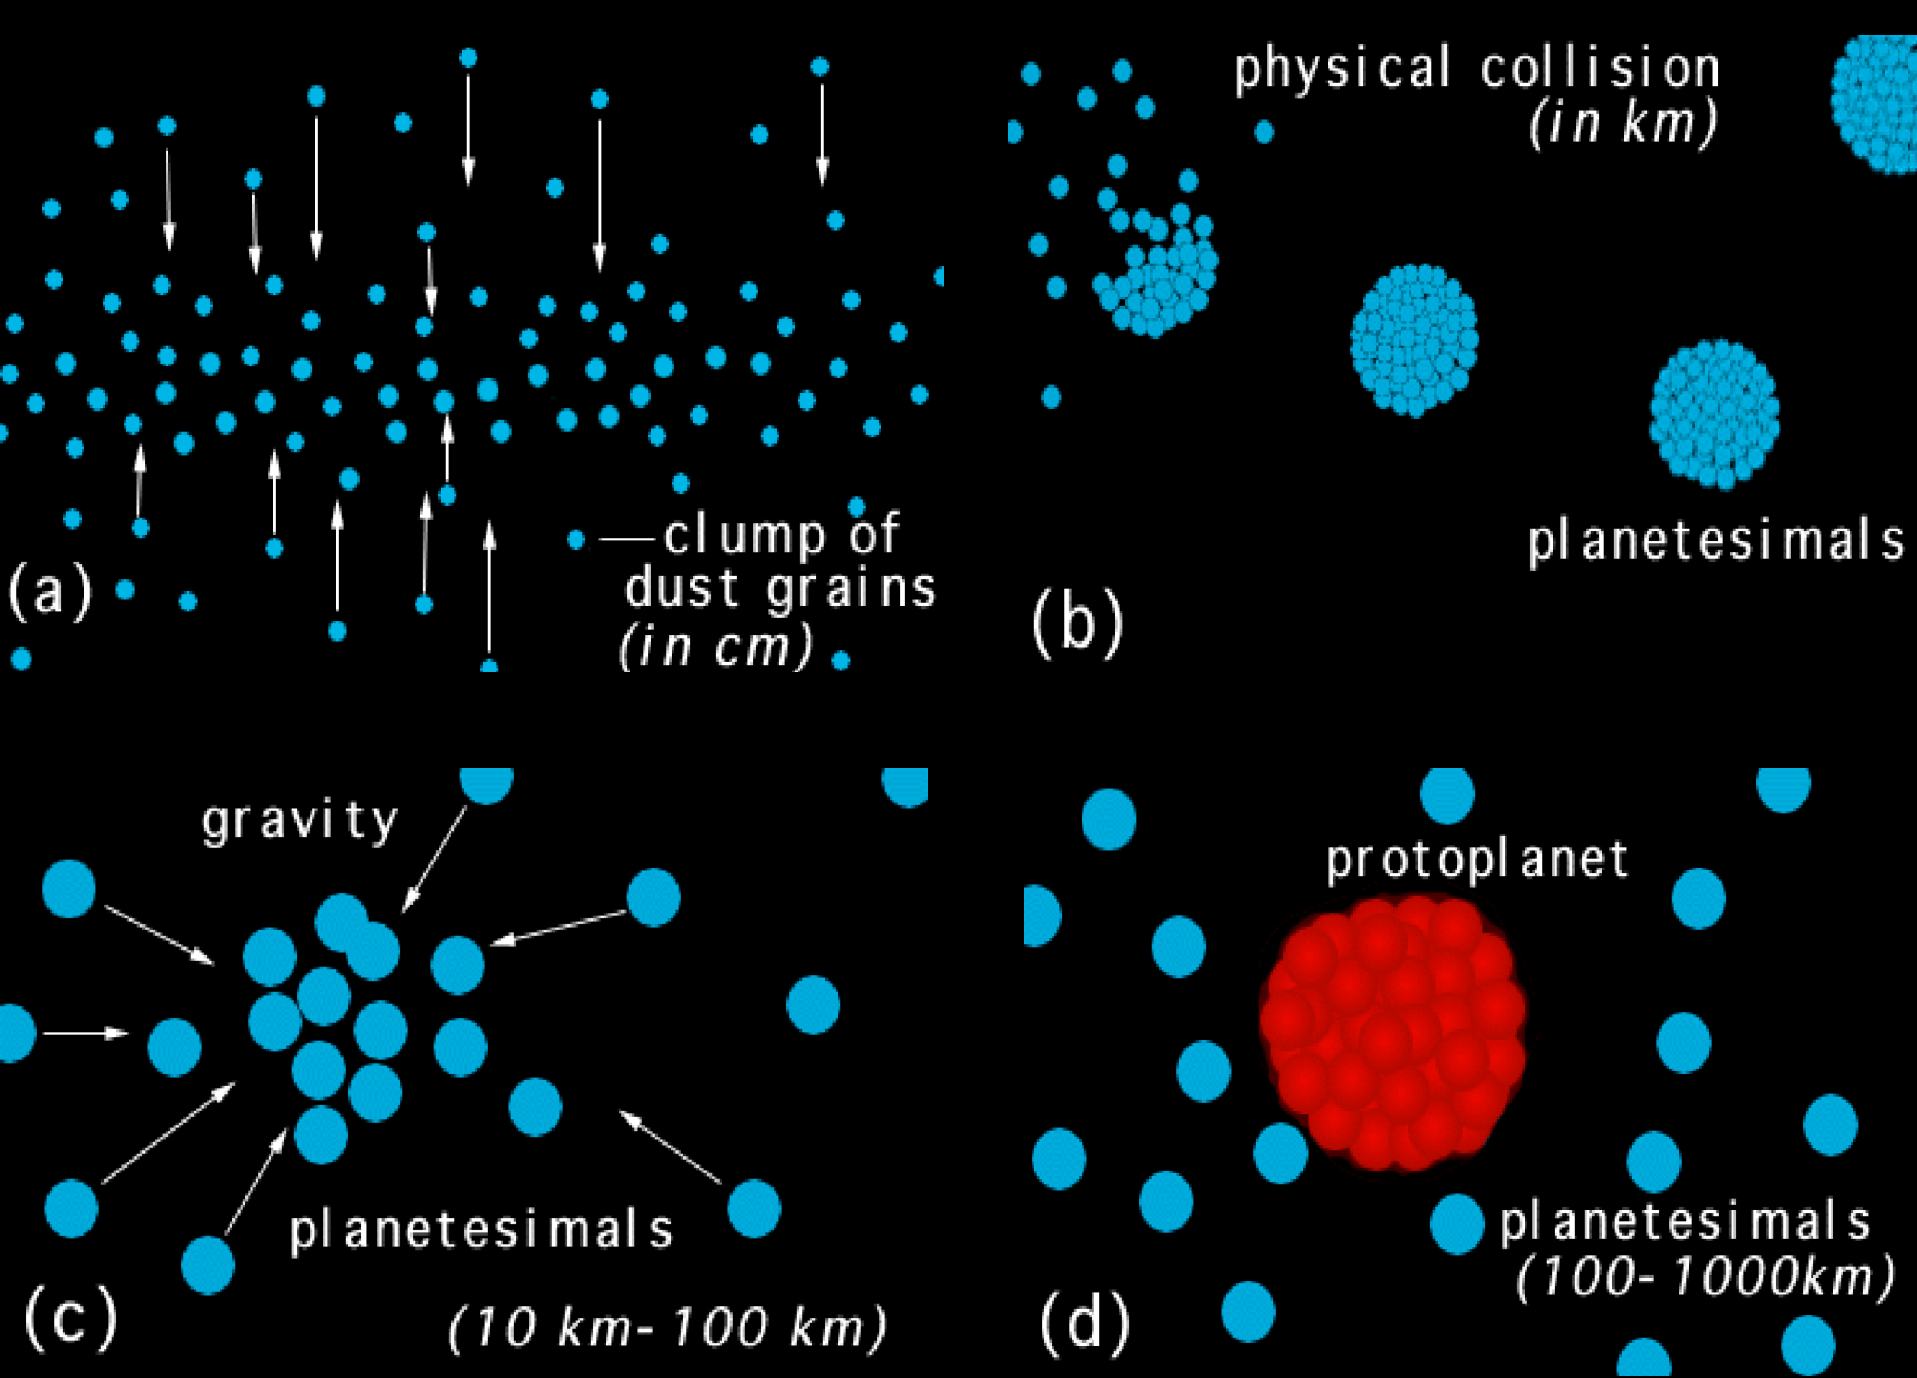 (a)
clump of
dust grains
(in cm)
physical collision
(in km)
planetesimals
(b)
gravity
planetesimals
(10 km-100 km)
(c)
protoplanet
planetesimals
(100-1000km)
(d)